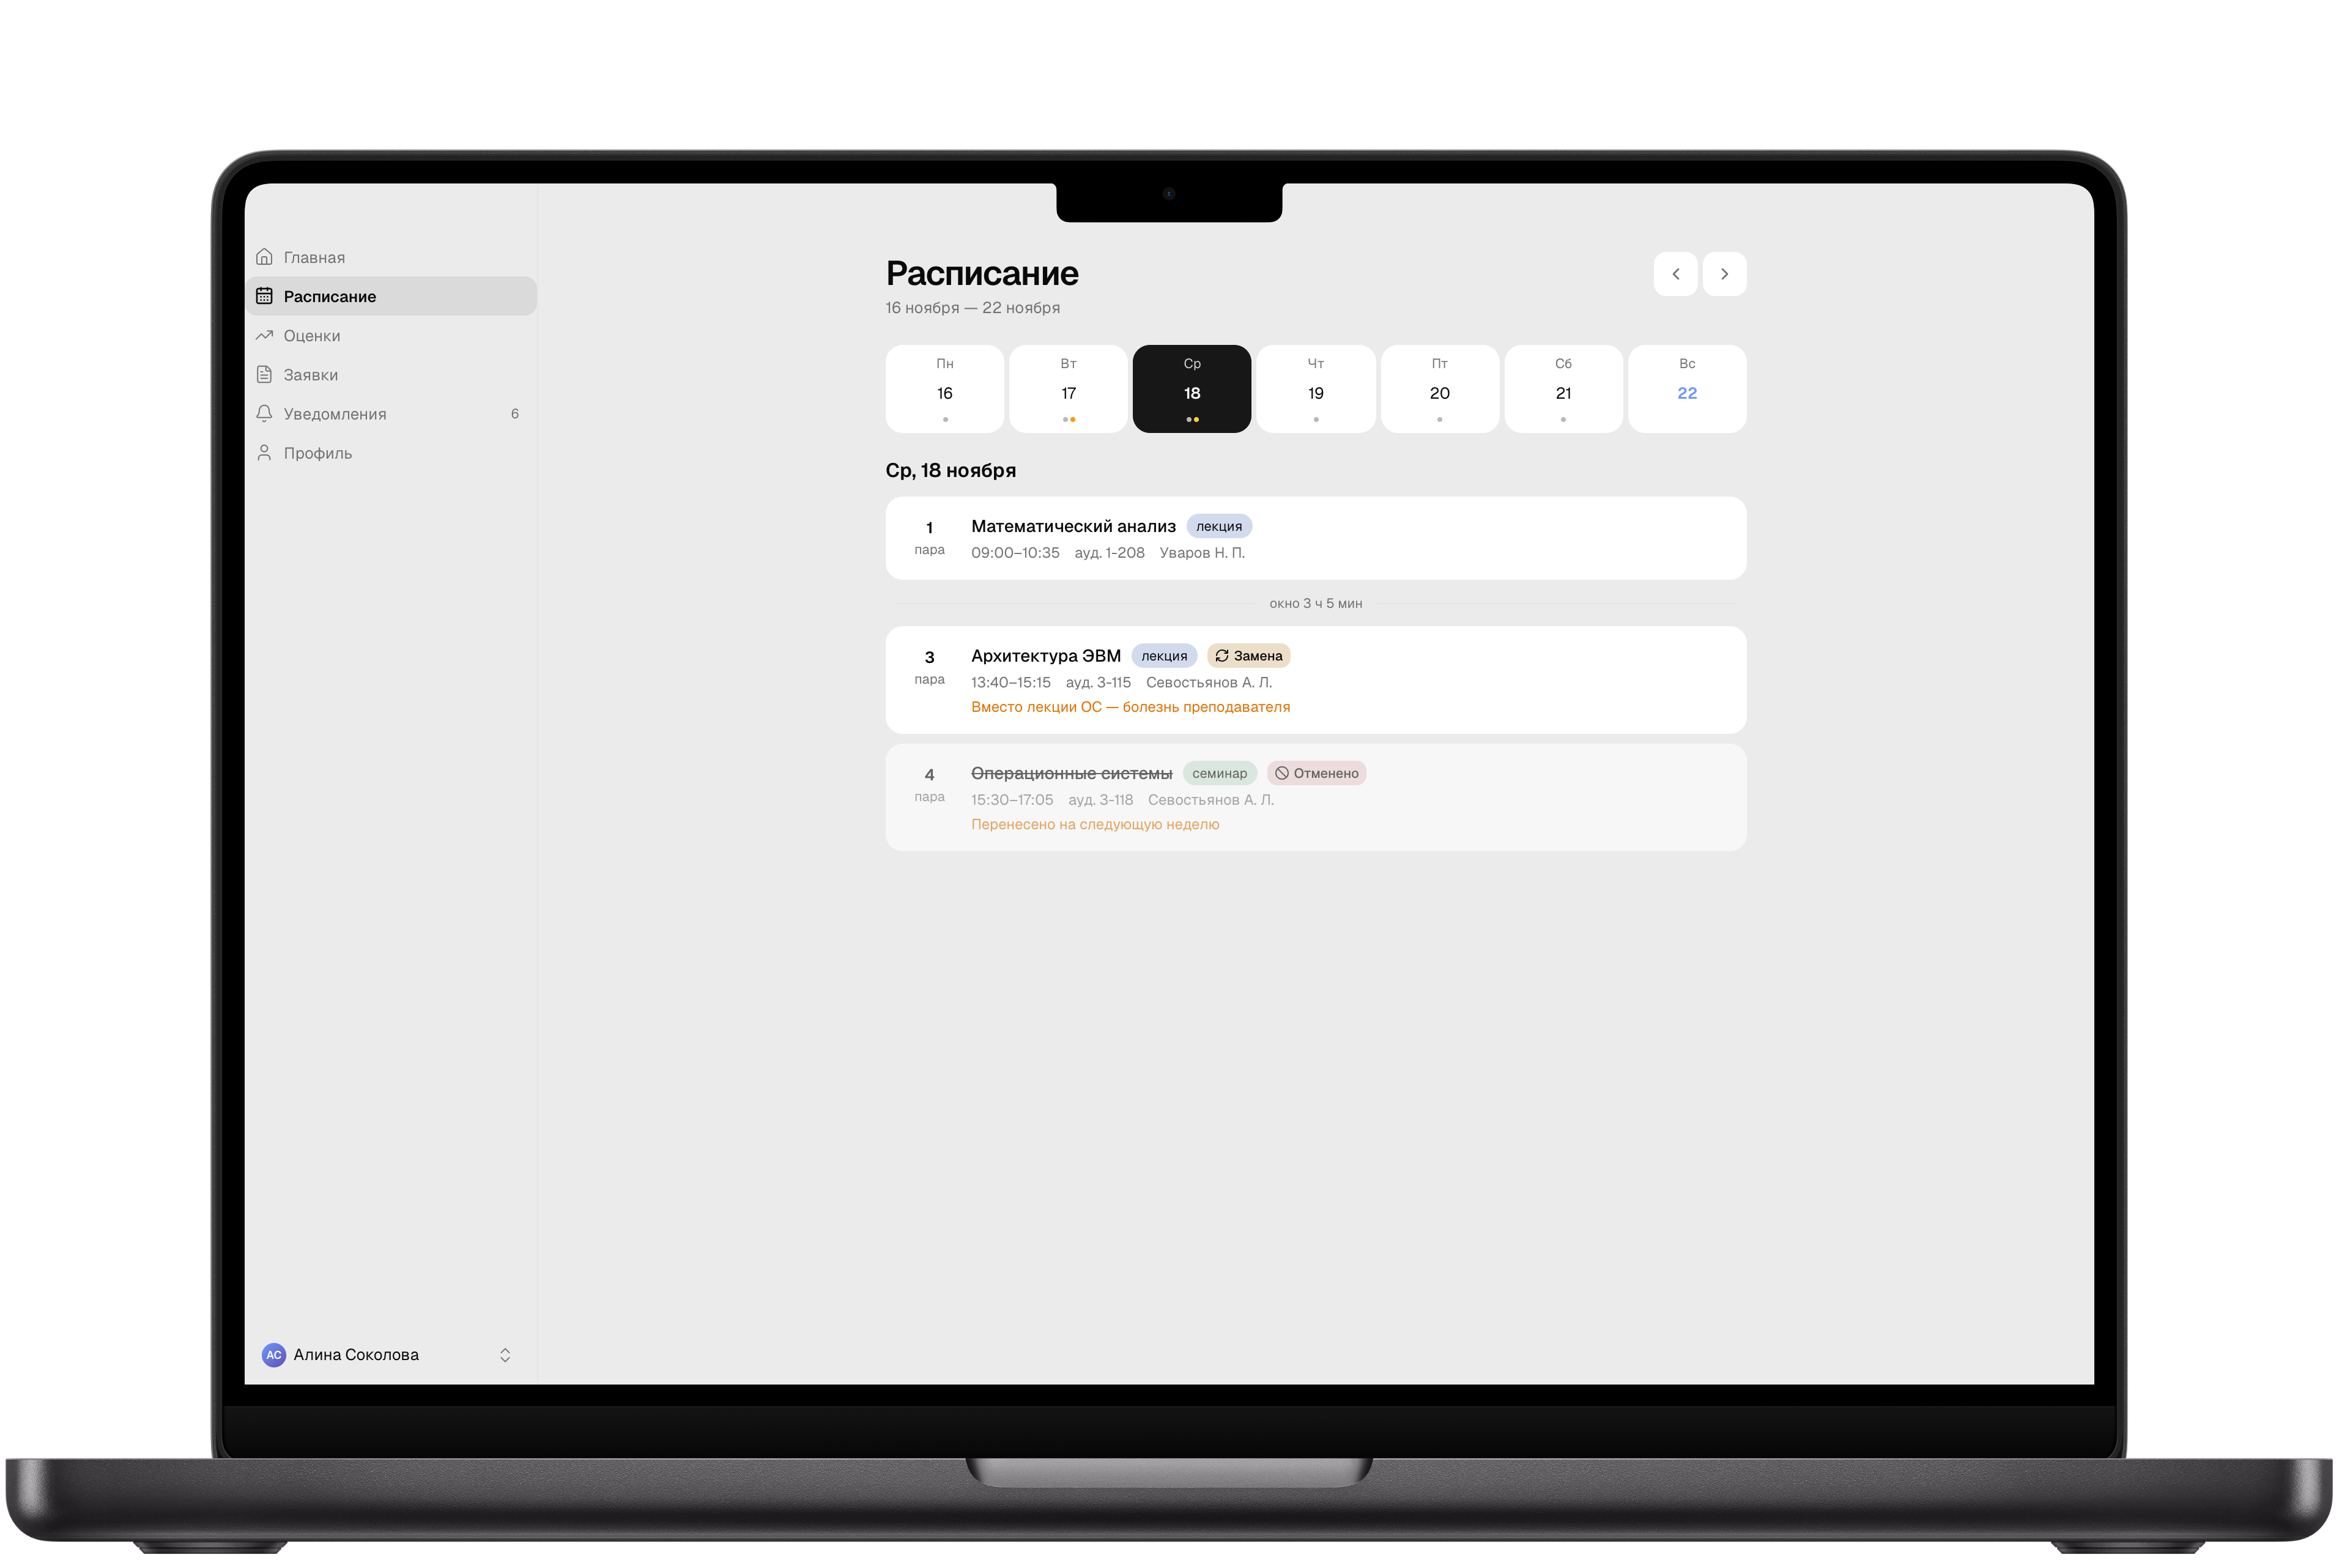 Главная
Расписание
Оценки
Заявки
Уведомления 6
Профиль
Алина Соколова
АС
Расписание
16 ноября — 22 ноября
Пн Вт Ср Чт Пт Сб Вс
16 17 18 19 20 21 22
Ср, 18 ноября
1 Математический анализ лекция
пара 09:00–10:35 ауд. 1-208 Уваров Н. П.
окно 3 ч 5 мин
3 Архитектура ЭВМ лекция Замена
пара 13:40–15:15 ауд. 3-115 Севостьянов А. Л.
Вместо лекции ОС — болезнь преподавателя
4 Операционные системы семинар Отменено
пара 15:30–17:05 ауд. 3-118 Севостьянов А. Л.
Перенесено на следующую неделю